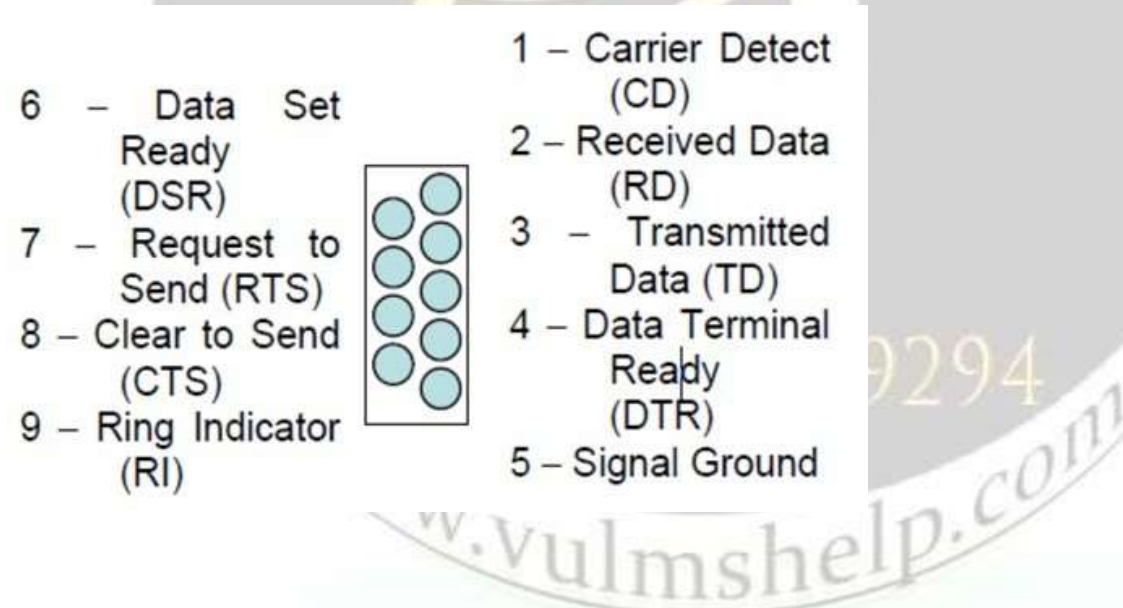 6 – Data Set
Ready
(DSR)
7 – Request to
Send (RTS)
8 – Clear to Send
(CTS)
9 – Ring Indicator
(RI)
1 – Carrier Detect
(CD)
2 – Received Data
(RD)
3 – Transmitted
Data (TD)
4 – Data Terminal
Ready
(DTR)
5 – Signal Ground
9294
w.vulmshelp.com